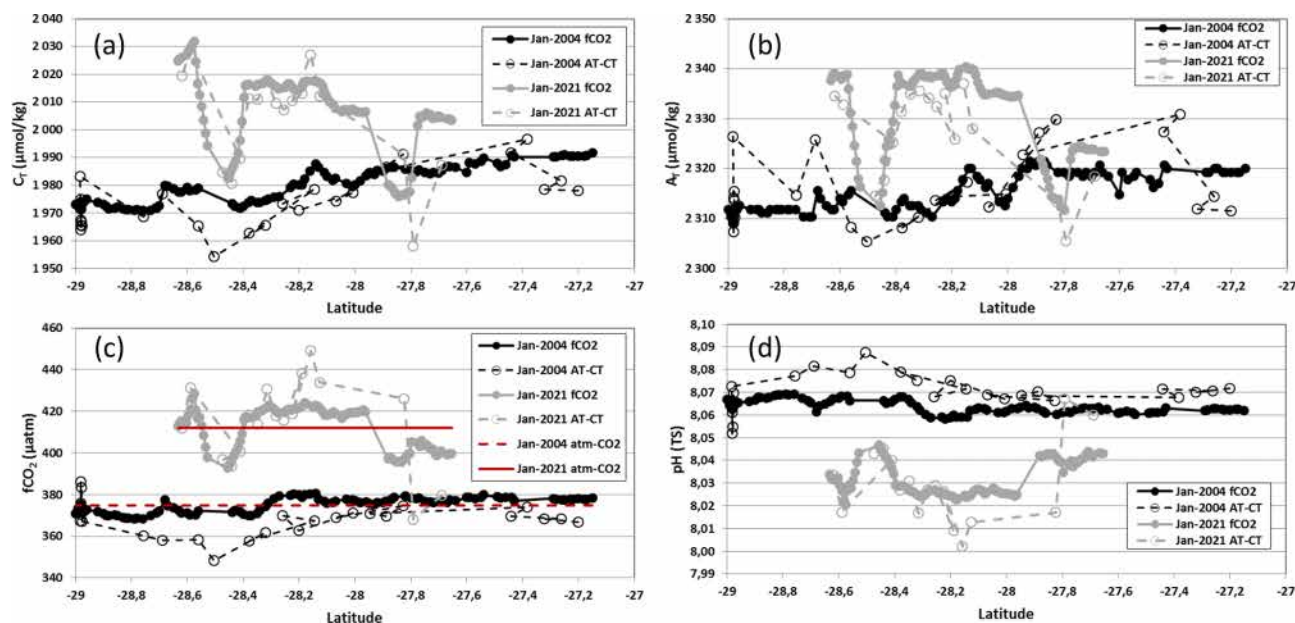 (a)
2 040
2 030
2 020
2 010
2 000
1 990
1 980
1 970
1 960
1 950
C_T (µmol/kg)
Jan-2004 fCO2
Jan-2004 AT-CT
Jan-2021 fCO2
Jan-2021 AT-CT
-29 -28,8 -28,6 -28,4 -28,2 -28 -27,8 -27,6 -27,4 -27,2 -27
Latitude
(b)
2 350
2 340
2 330
2 320
2 310
2 300
A_T (µmol/kg)
Jan-2004 fCO2
Jan-2004 AT-CT
Jan-2021 fCO2
Jan-2021 AT-CT
-29 -28,8 -28,6 -28,4 -28,2 -28 -27,8 -27,6 -27,4 -27,2 -27
Latitude
(c)
460
440
420
400
380
360
340
fCO₂ (µatm)
Jan-2004 fCO2
Jan-2004 AT-CT
Jan-2021 fCO2
Jan-2021 AT-CT
Jan-2004 atm-CO2
Jan-2021 atm-CO2
-29 -28,8 -28,6 -28,4 -28,2 -28 -27,8 -27,6 -27,4 -27,2 -27
Latitude
(d)
8,10
8,09
8,08
8,07
8,06
8,05
8,04
8,03
8,02
8,01
8,00
7,99
pH (TS)
Jan-2004 fCO2
Jan-2004 AT-CT
Jan-2021 fCO2
Jan-2021 AT-CT
-29 -28,8 -28,6 -28,4 -28,2 -28 -27,8 -27,6 -27,4 -27,2 -27
Latitude